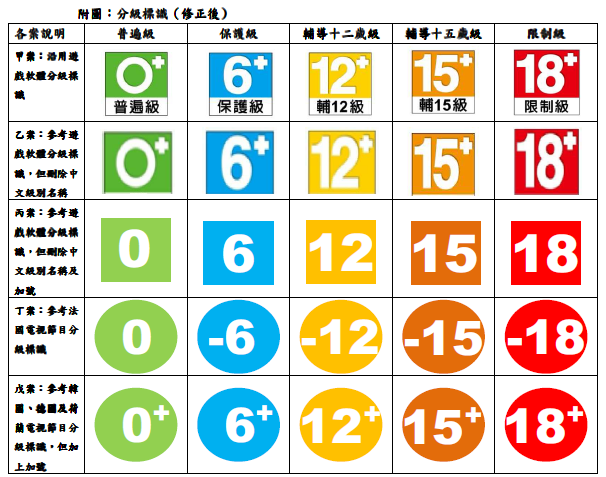 附圖:分級標識(修正後)
各案說明 普遍級 保護級 輔導十二歲級 輔導十五歲級 限制級
甲案:沿用遊
戲軟體分級標
識
0+ 6+ 12+ 15+ 18+
普遍級 保護級 輔12級 輔15級 限制級
乙案:參考遊
戲軟體分級標
識,但刪除中
文級別名稱
0+ 6+ 12+ 15+ 18+
丙案:參考遊
戲軟體分級標
識,但刪除中
文級別名稱及
加號
0 6 12 15 18
丁案:參考法
國電視節目分
級標識
0 -6 -12 -15 -18
戊案:參考韓
國、德國及荷
蘭電視節目分
級標識,但加
上加號
0+ 6+ 12+ 15+ 18+